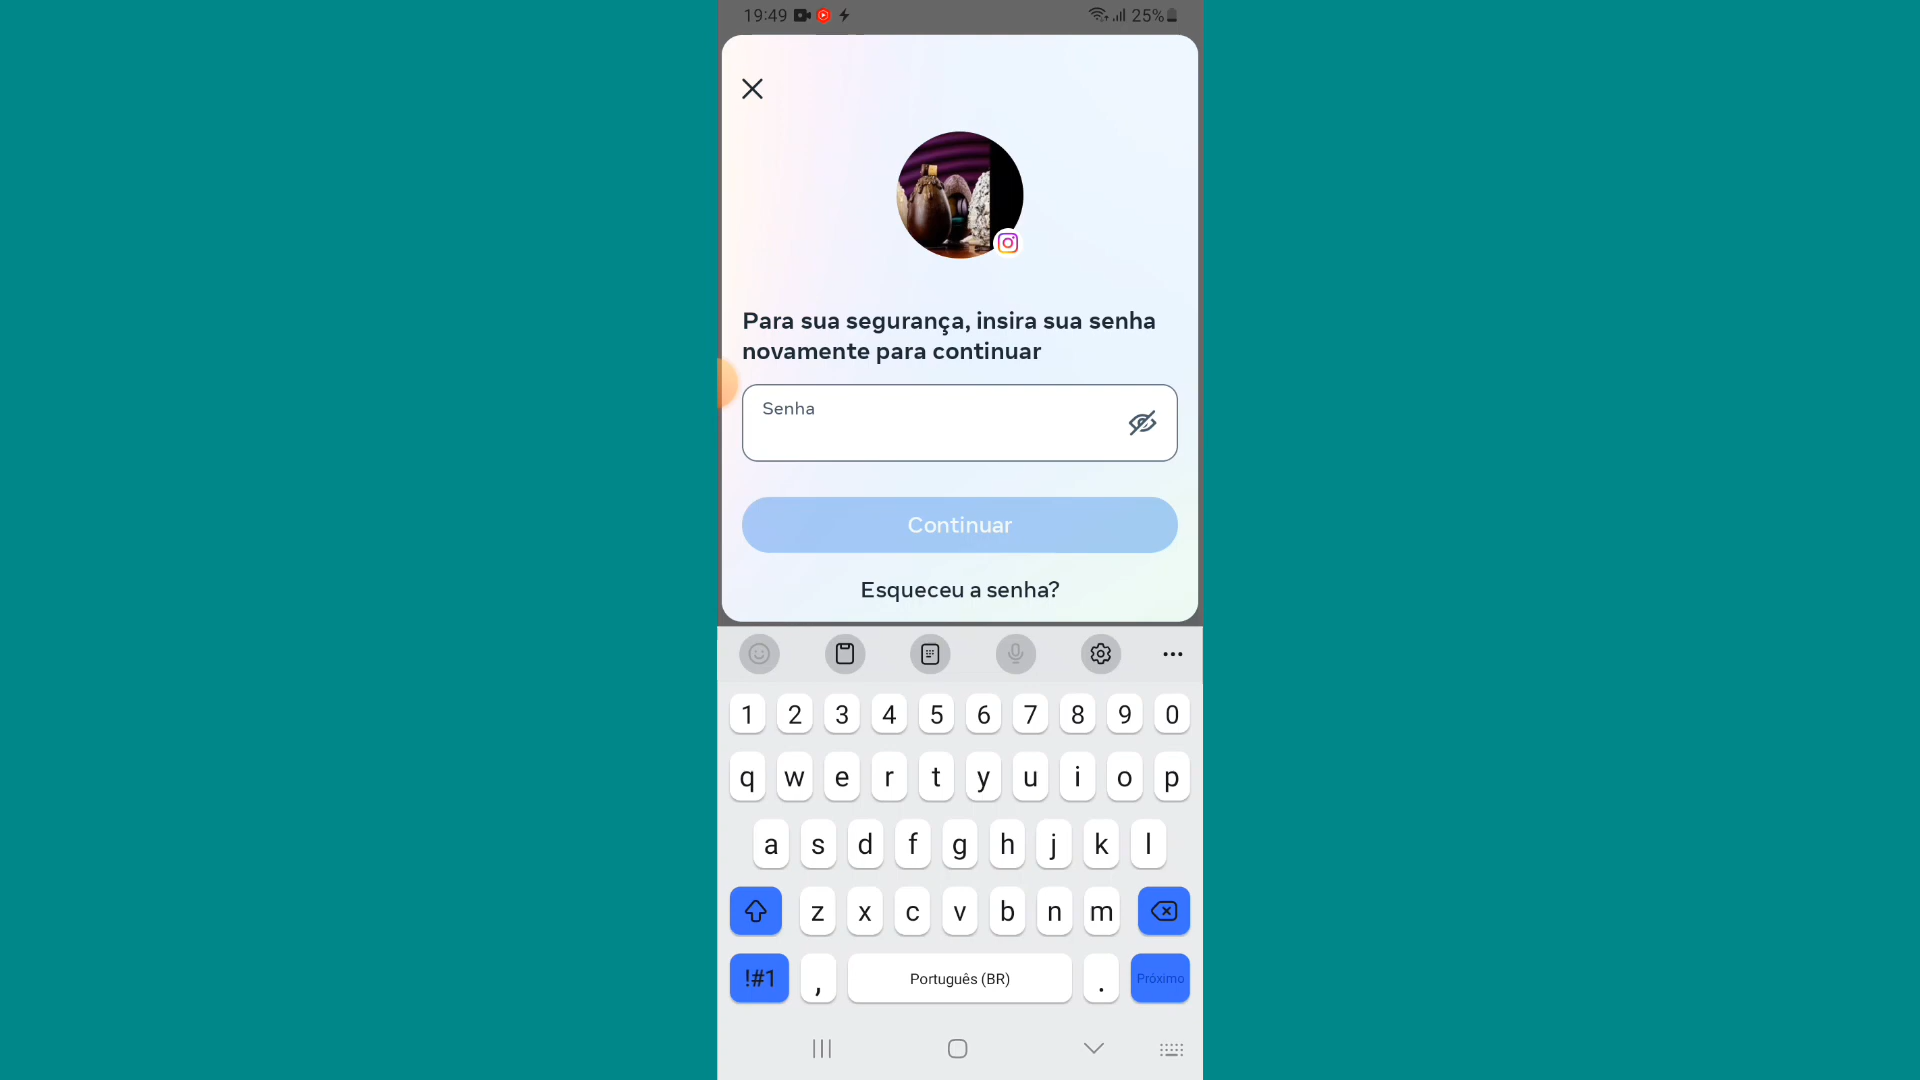 19:49 25%
Para sua segurança, insira sua senha
novamente para continuar
Senha
Continuar
Esqueceu a senha?
1 2 3 4 5 6 7 8 9 0
q w e r t y u i o p
a s d f g h j k l
z x c v b n m
!#1 , Português (BR) . Próximo